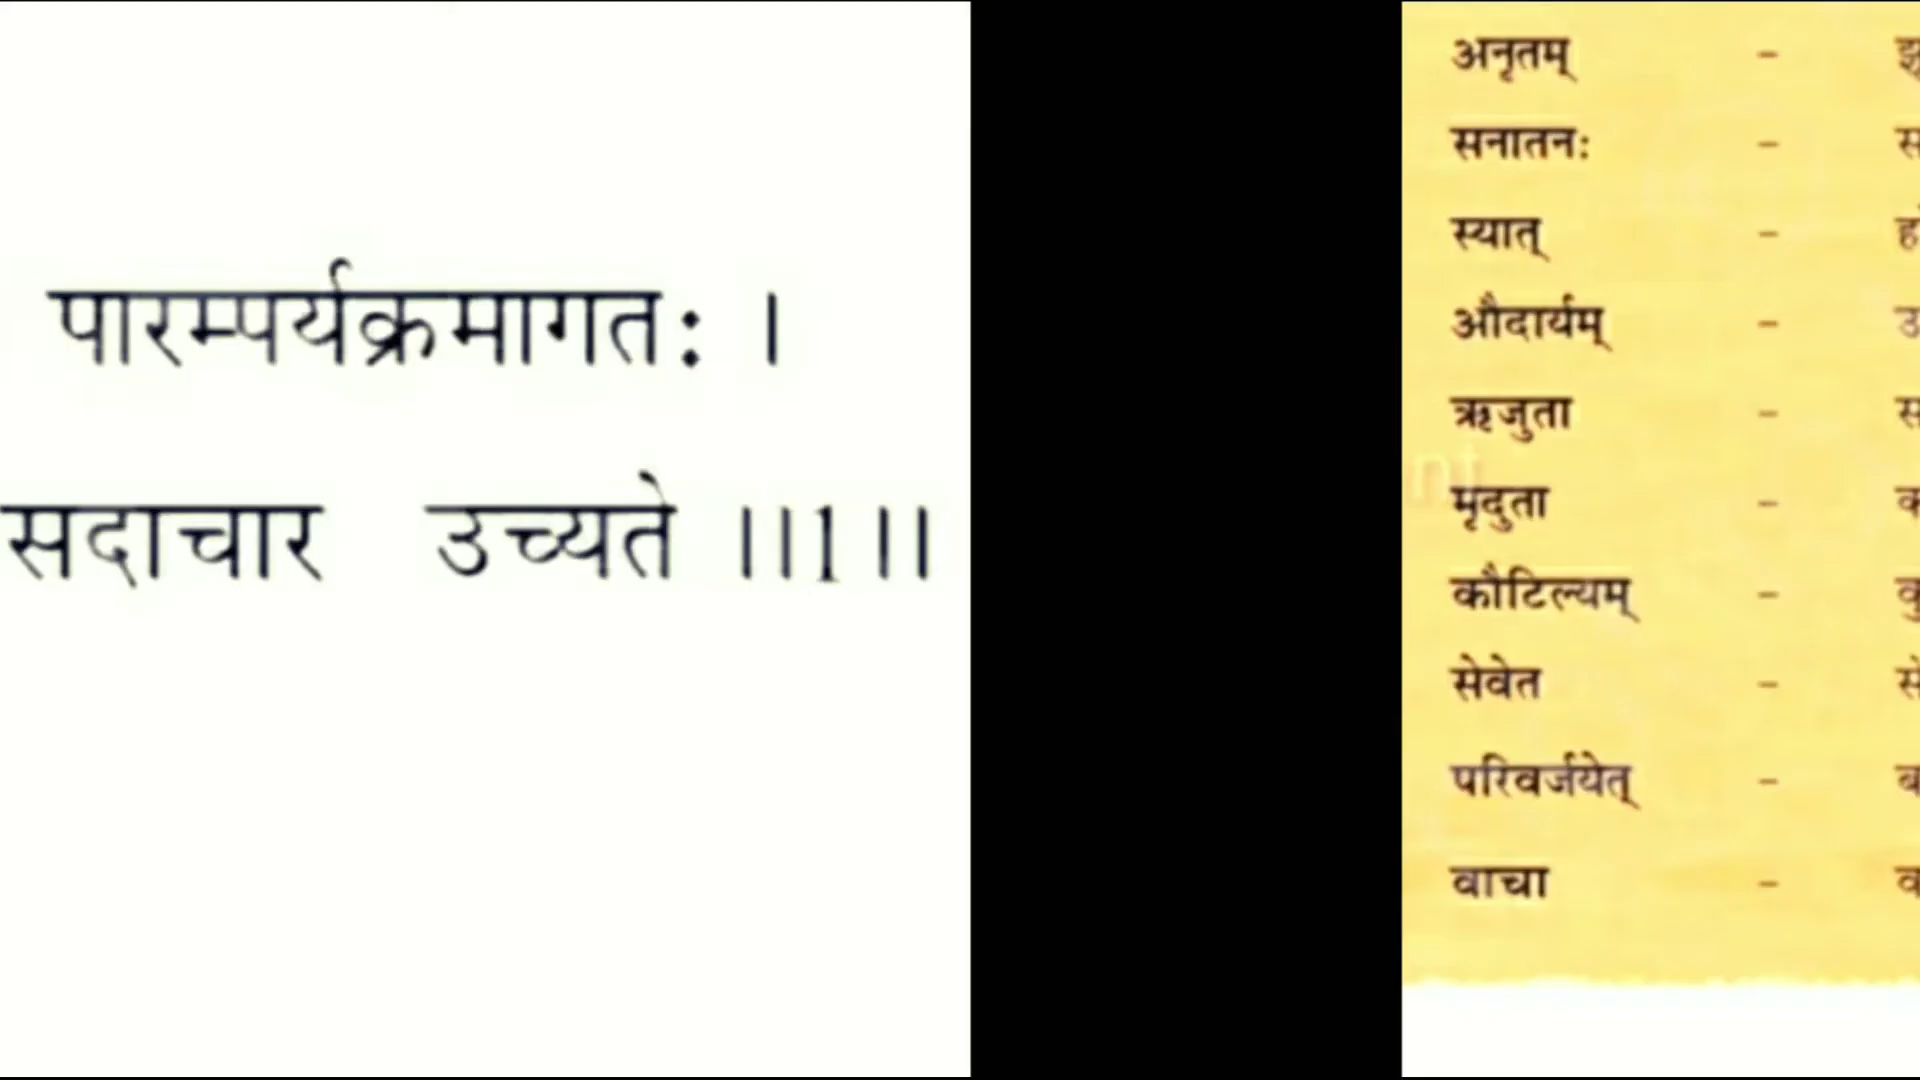 पारम्पर्यक्रमागतः ।
सदाचार उच्यते ।।1।।
अनृतम् -
सनातनः -
स्यात् -
औदार्यम् -
ऋजुता -
मृदुता -
कौटिल्यम् -
सेवेत -
परिवर्जयेत् -
वाचा -